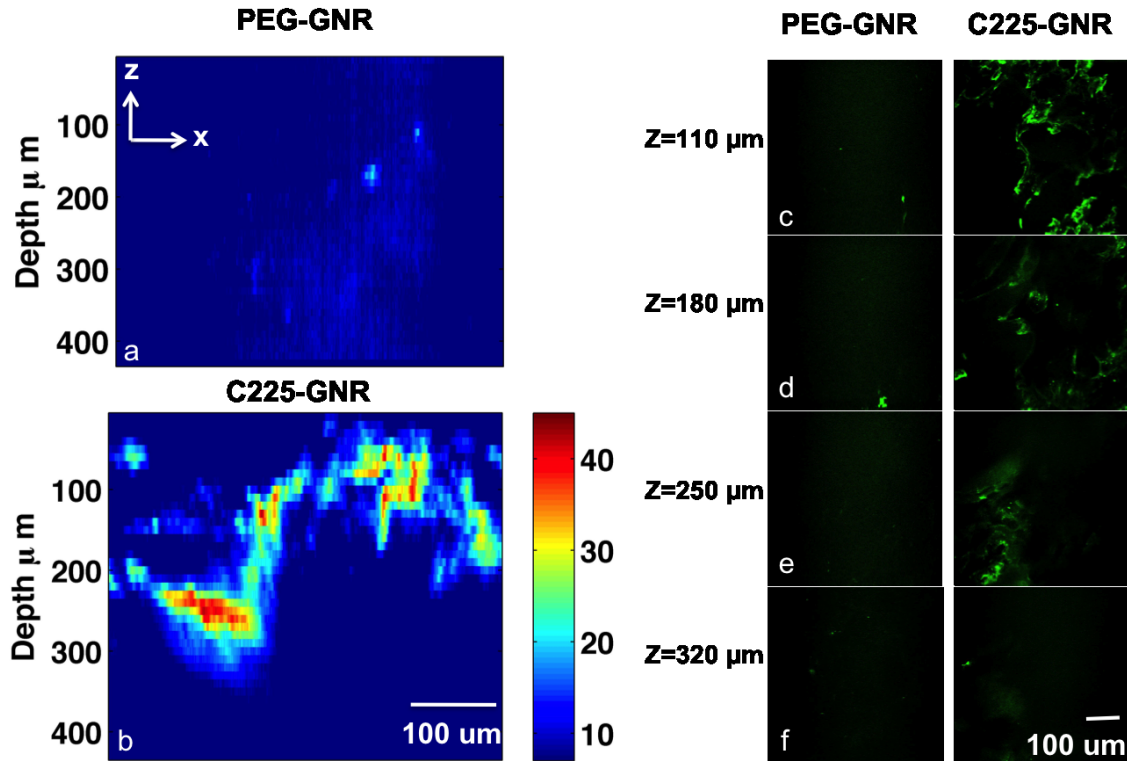 PEG-GNR
z
x
100
200
300
400
Depth μ m
a
C225-GNR
100
200
300
400
Depth μ m
b
100 um
40
30
20
10
PEG-GNR C225-GNR
Z=110 μm
c
Z=180 μm
d
Z=250 μm
e
Z=320 μm
f
100 um